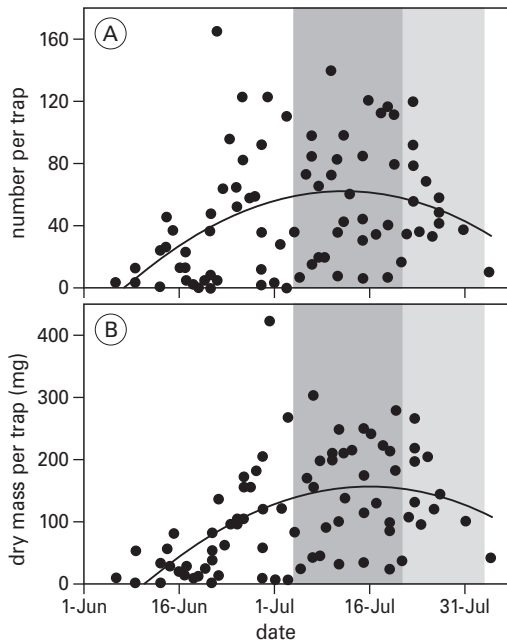 A
160
120
80
40
0
number per trap
B
400
300
200
100
0
dry mass per trap (mg)
1-Jun
16-Jun
1-Jul
16-Jul
31-Jul
date